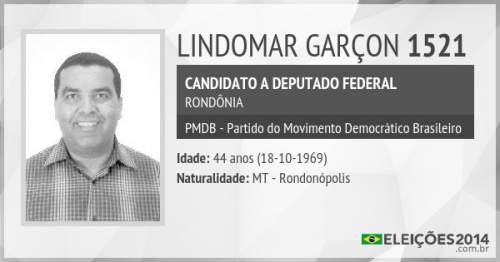 LINDOMAR GARÇON 1521
CANDIDATO A DEPUTADO FEDERAL
RONDÔNIA
PMDB - Partido do Movimento Democrático Brasileiro
Idade: 44 anos (18-10-1969)
Naturalidade: MT - Rondonópolis
ELEIÇÕES2014
.com.br